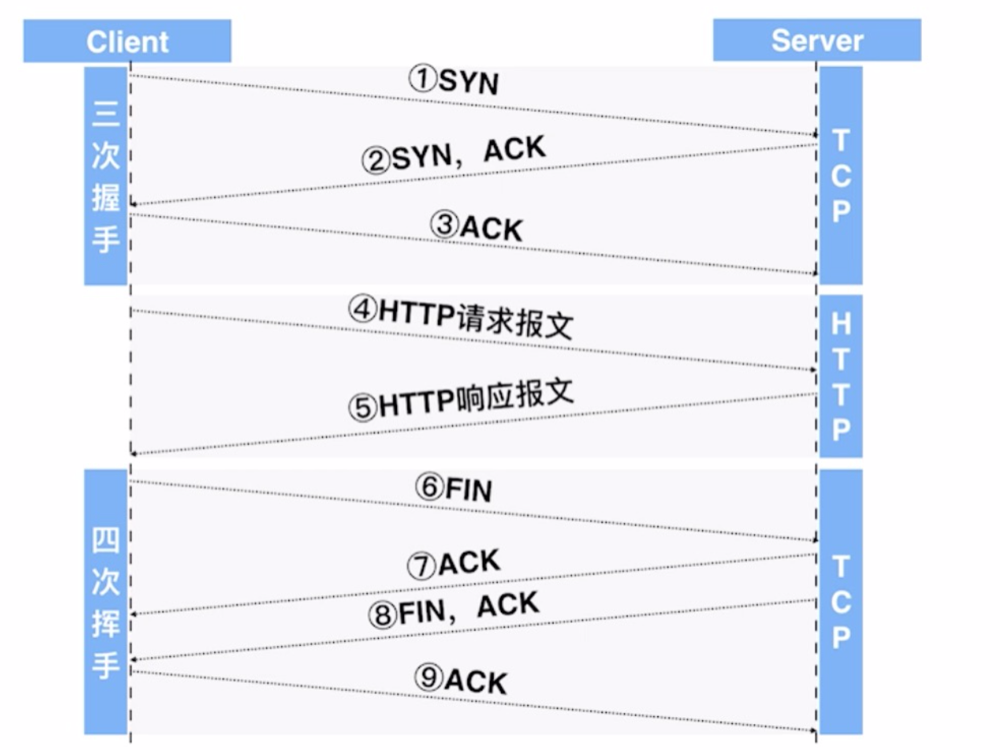 Client
Server
三次握手
TCP
①SYN
②SYN，ACK
③ACK
HTTP
④HTTP请求报文
⑤HTTP响应报文
四次挥手
TCP
⑥FIN
⑦ACK
⑧FIN，ACK
⑨ACK